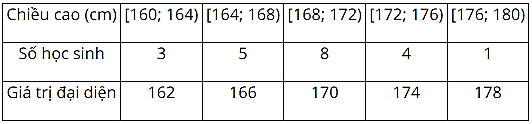 Chiều cao (cm) [160; 164) [164; 168) [168; 172) [172; 176) [176; 180)
Số học sinh 3 5 8 4 1
Giá trị đại diện 162 166 170 174 178